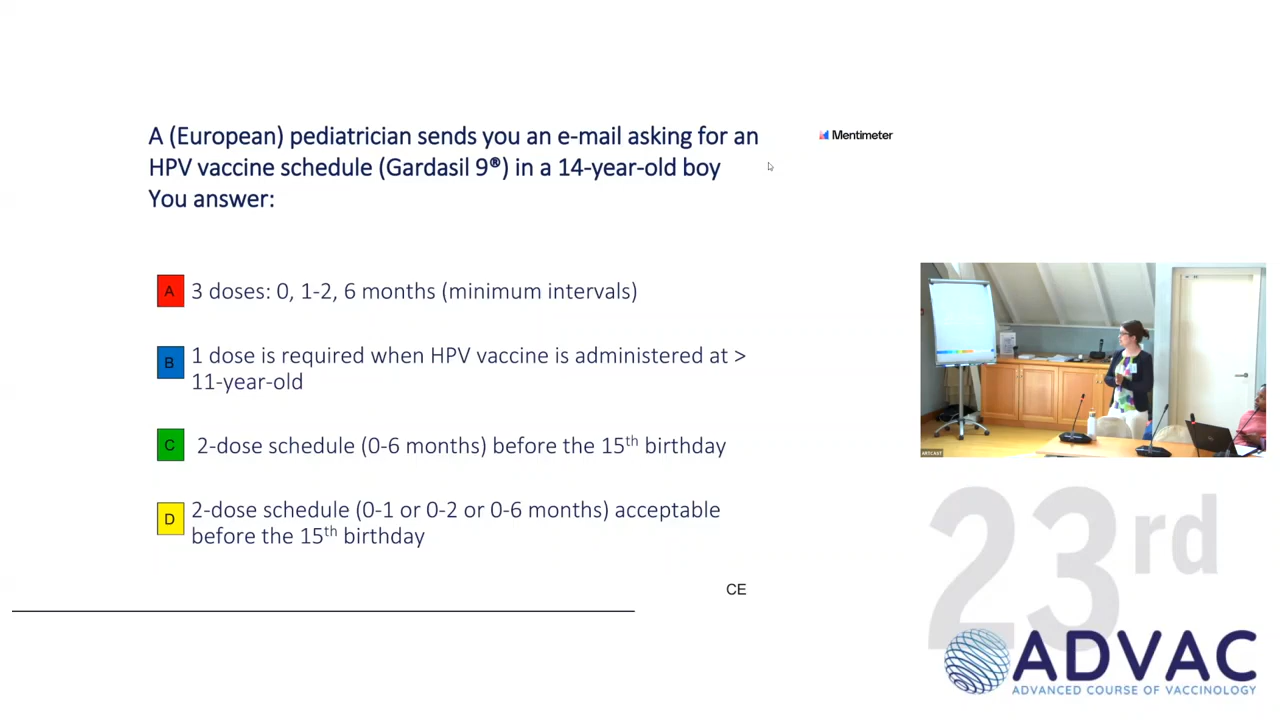 A (European) pediatrician sends you an e-mail asking for an
HPV vaccine schedule (Gardasil 9®) in a 14-year-old boy
You answer:
Mentimeter
A 3 doses: 0, 1-2, 6 months (minimum intervals)
B 1 dose is required when HPV vaccine is administered at >
11-year-old
C 2-dose schedule (0-6 months) before the 15th birthday
D 2-dose schedule (0-1 or 0-2 or 0-6 months) acceptable
before the 15th birthday
CE
ARTCAST
23rd
ADVAC
ADVANCED COURSE OF VACCINOLOGY